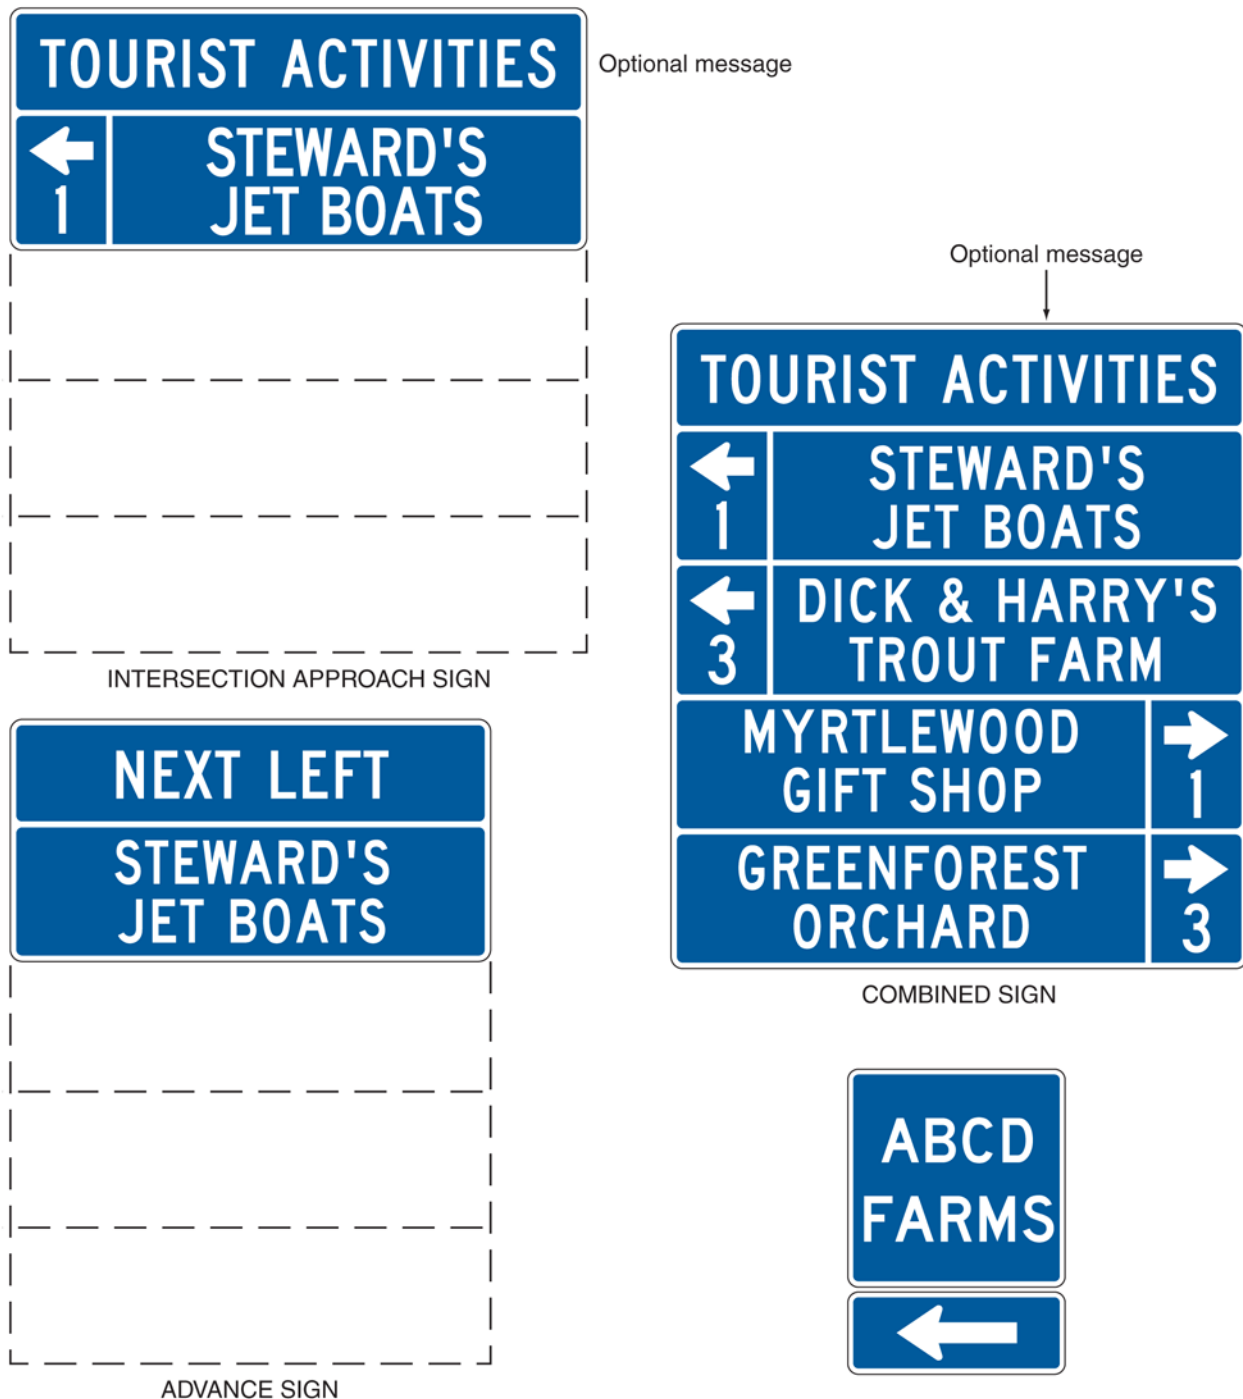 TOURIST ACTIVITIES
Optional message
STEWARD'S
JET BOATS
1
INTERSECTION APPROACH SIGN
NEXT LEFT
STEWARD'S
JET BOATS
ADVANCE SIGN
Optional message
TOURIST ACTIVITIES
STEWARD'S
JET BOATS
1
DICK & HARRY'S
TROUT FARM
3
MYRTLEWOOD
GIFT SHOP
1
GREENFOREST
ORCHARD
3
COMBINED SIGN
ABCD
FARMS